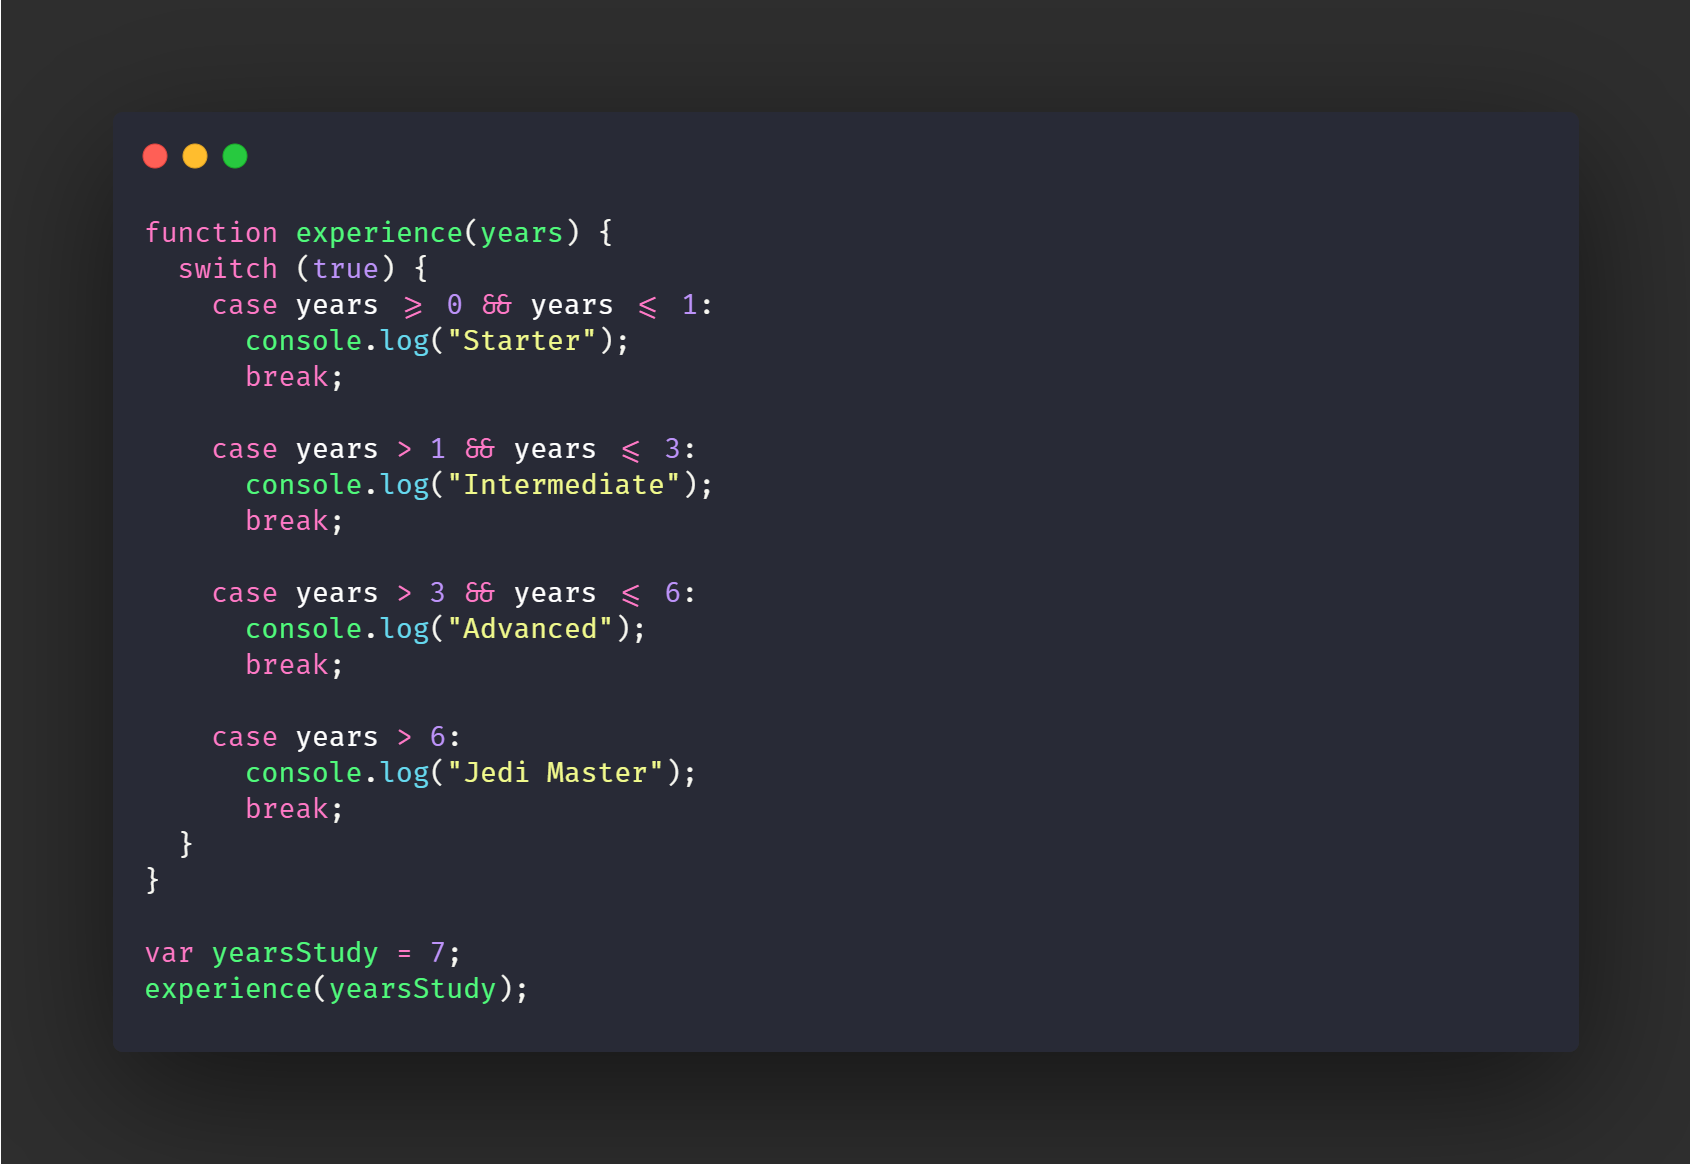 function experience(years) {
  switch (true) {
    case years >= 0 && years <= 1:
      console.log("Starter");
      break;

    case years > 1 && years <= 3:
      console.log("Intermediate");
      break;

    case years > 3 && years <= 6:
      console.log("Advanced");
      break;

    case years > 6:
      console.log("Jedi Master");
      break;
  }
}

var yearsStudy = 7;
experience(yearsStudy);